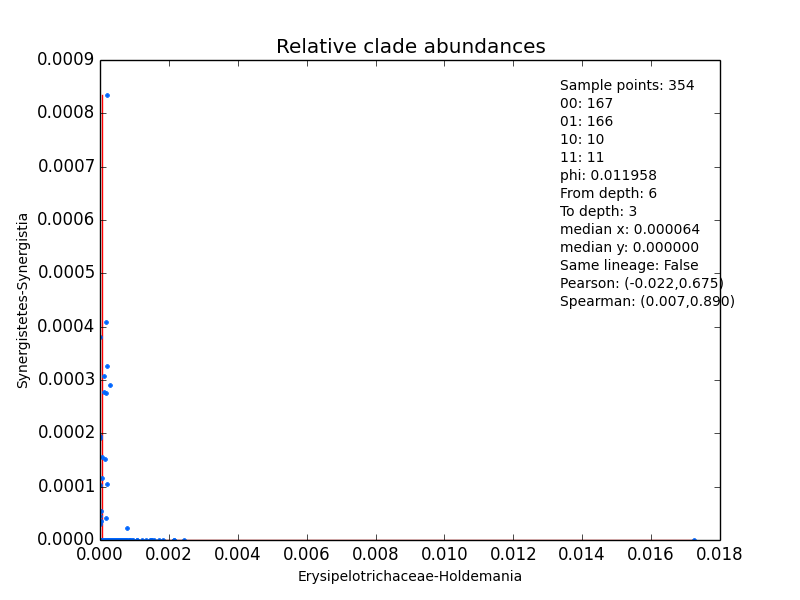 Relative clade abundances
0.0009
0.0008
0.0007
0.0006
0.0005
0.0004
0.0003
0.0002
0.0001
0.0000
Synergistetes-Synergistia
Sample points: 354
00: 167
01: 166
10: 10
11: 11
phi: 0.011958
From depth: 6
To depth: 3
median x: 0.000064
median y: 0.000000
Same lineage: False
Pearson: (-0.022,0.675)
Spearman: (0.007,0.890)
0.000 0.002 0.004 0.006 0.008 0.010 0.012 0.014 0.016 0.018
Erysipelotrichaceae-Holdemania